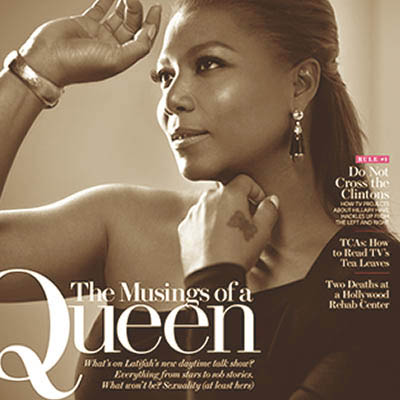 RULE #1
Do Not
Cross the
Clintons
HOW TV PROJECTS
ABOUT HILLARY HAVE
HACKLES UP FROM
THE LEFT AND RIGHT
TCAs: How
to Read TV's
Tea Leaves
Two Deaths at
a Hollywood
Rehab Center
The Musings of a
Queen
What's on Latifah's new daytime talk show?
Everything from stars to sob stories.
What won't be? Sexuality (at least hers)